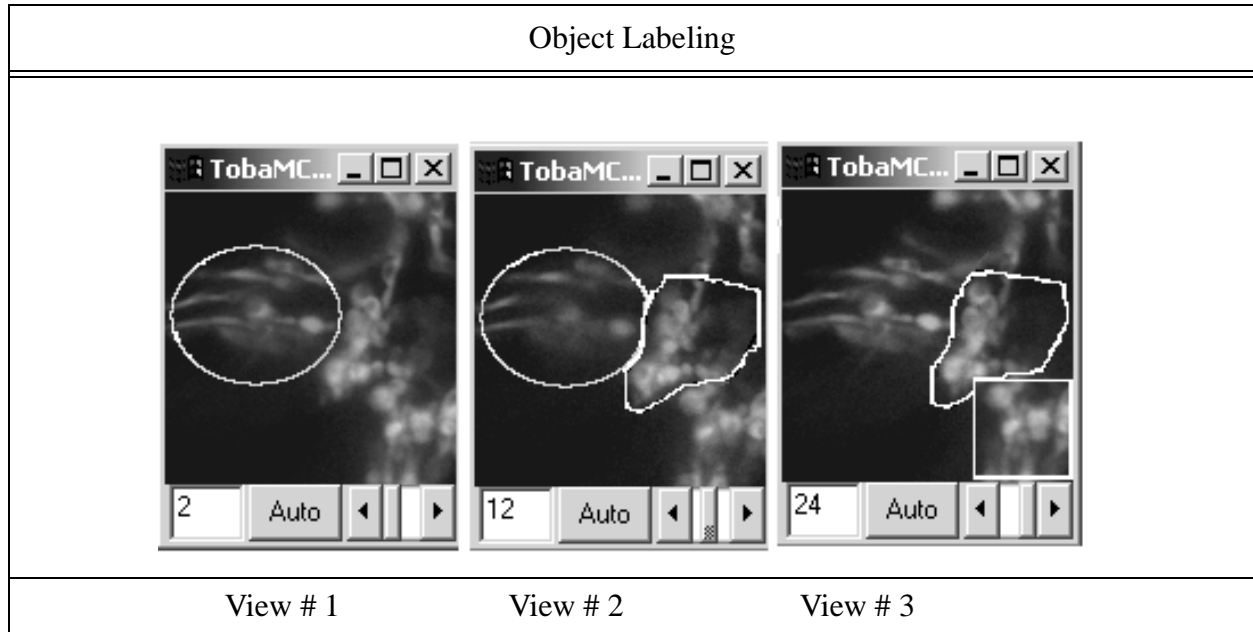 Object Labeling
TobaMC... TobaMC... TobaMC...
2 Auto 12 Auto 24 Auto
View # 1 View # 2 View # 3